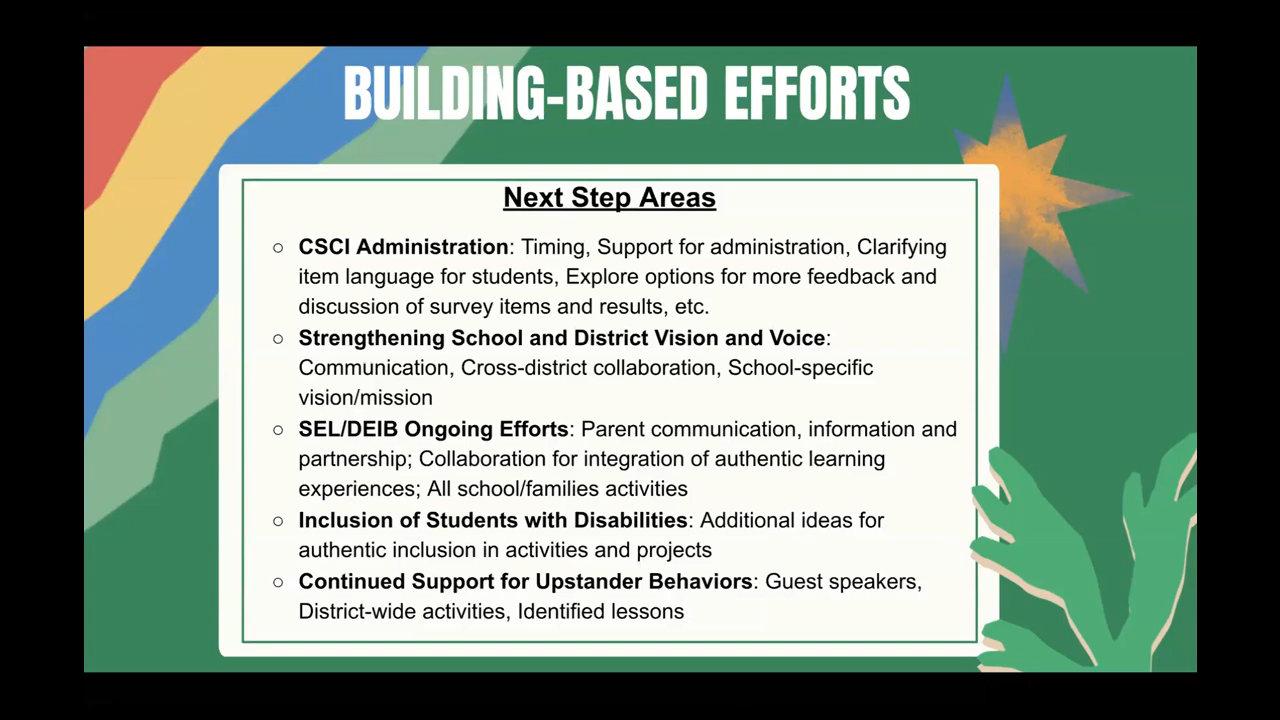 BUILDING-BASED EFFORTS
Next Step Areas
○ CSCI Administration: Timing, Support for administration, Clarifying
item language for students, Explore options for more feedback and
discussion of survey items and results, etc.
○ Strengthening School and District Vision and Voice:
Communication, Cross-district collaboration, School-specific
vision/mission
○ SEL/DEIB Ongoing Efforts: Parent communication, information and
partnership; Collaboration for integration of authentic learning
experiences; All school/families activities
○ Inclusion of Students with Disabilities: Additional ideas for
authentic inclusion in activities and projects
○ Continued Support for Upstander Behaviors: Guest speakers,
District-wide activities, Identified lessons